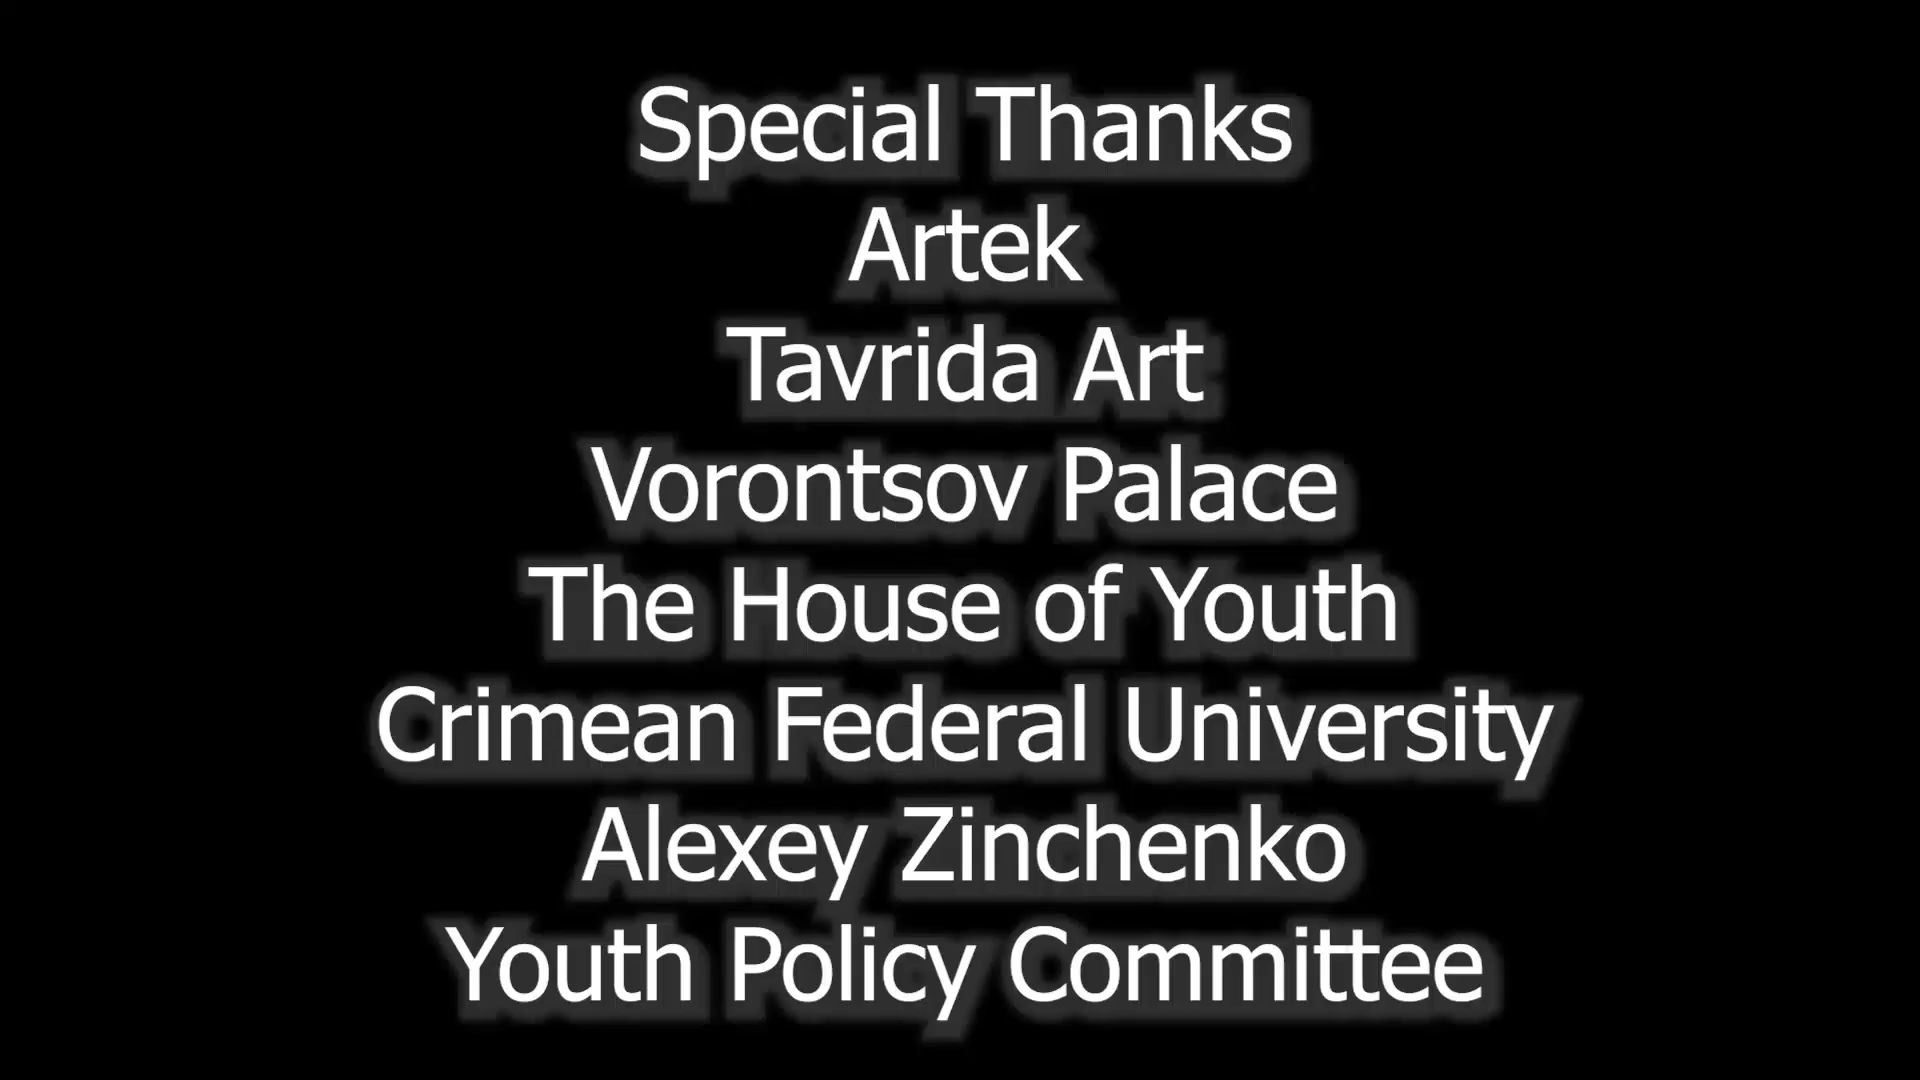 Special Thanks
Artek
Tavrida Art
Vorontsov Palace
The House of Youth
Crimean Federal University
Alexey Zinchenko
Youth Policy Committee